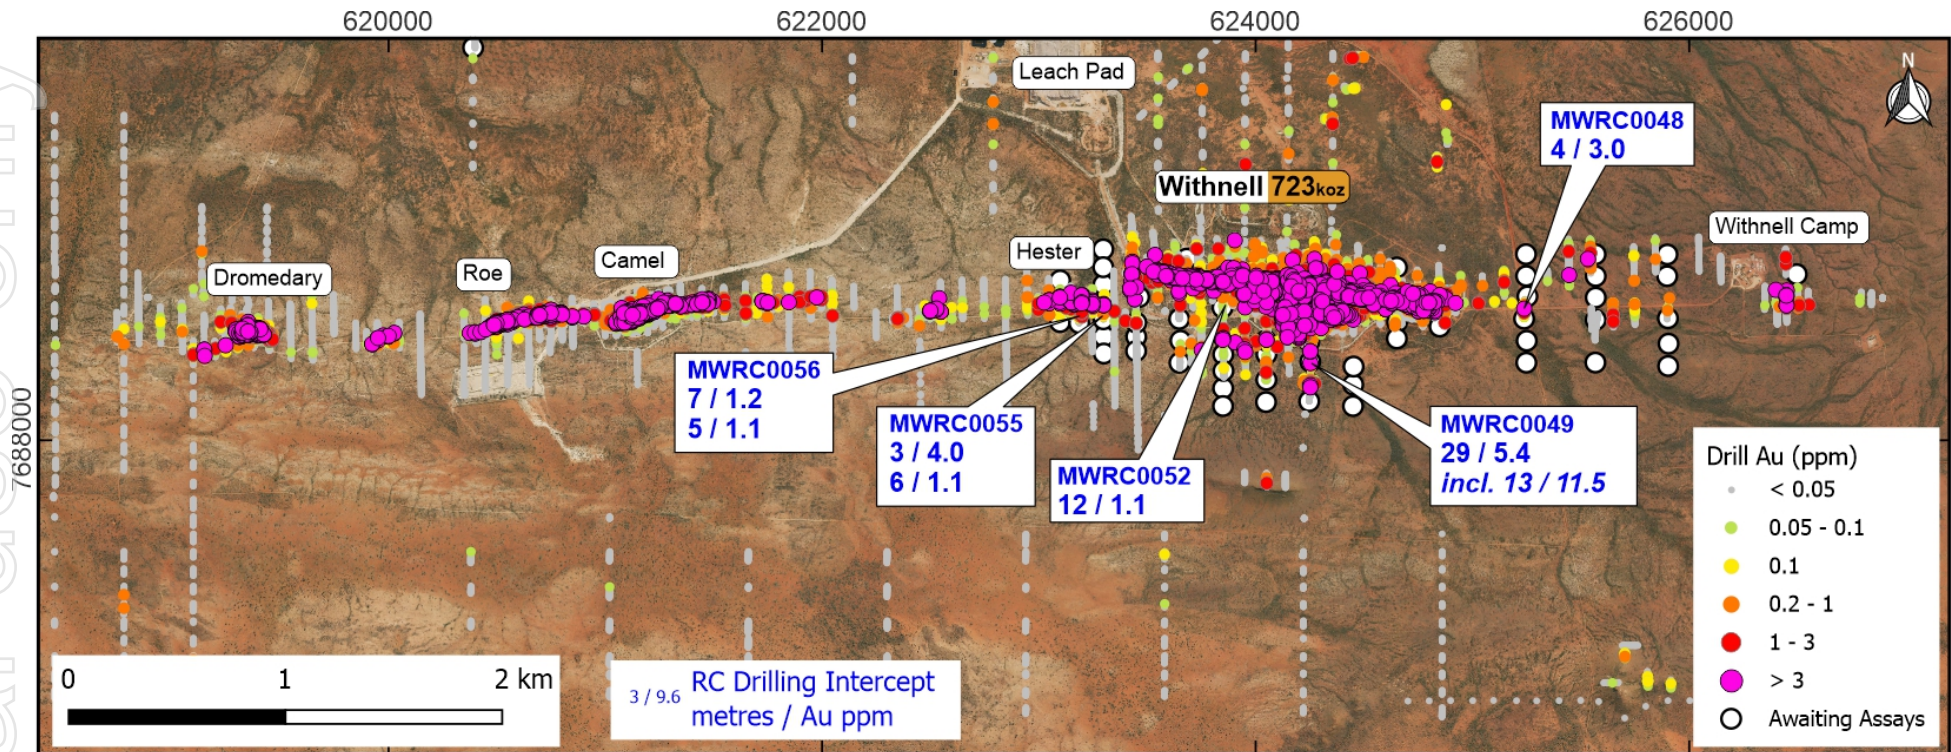 620000
622000
624000
626000
N
Leach Pad
MWRC0048
4 / 3.0
Withnell 723koz
Withnell Camp
Hester
Camel
Roe
Dromedary
MWRC0056
7 / 1.2
5 / 1.1
MWRC0055
3 / 4.0
6 / 1.1
MWRC0052
12 / 1.1
MWRC0049
29 / 5.4
incl. 13 / 11.5
7688000
Drill Au (ppm)
< 0.05
0.05 - 0.1
0.1
0.2 - 1
1 - 3
> 3
Awaiting Assays
0 1 2 km
3 / 9.6 RC Drilling Intercept
metres / Au ppm